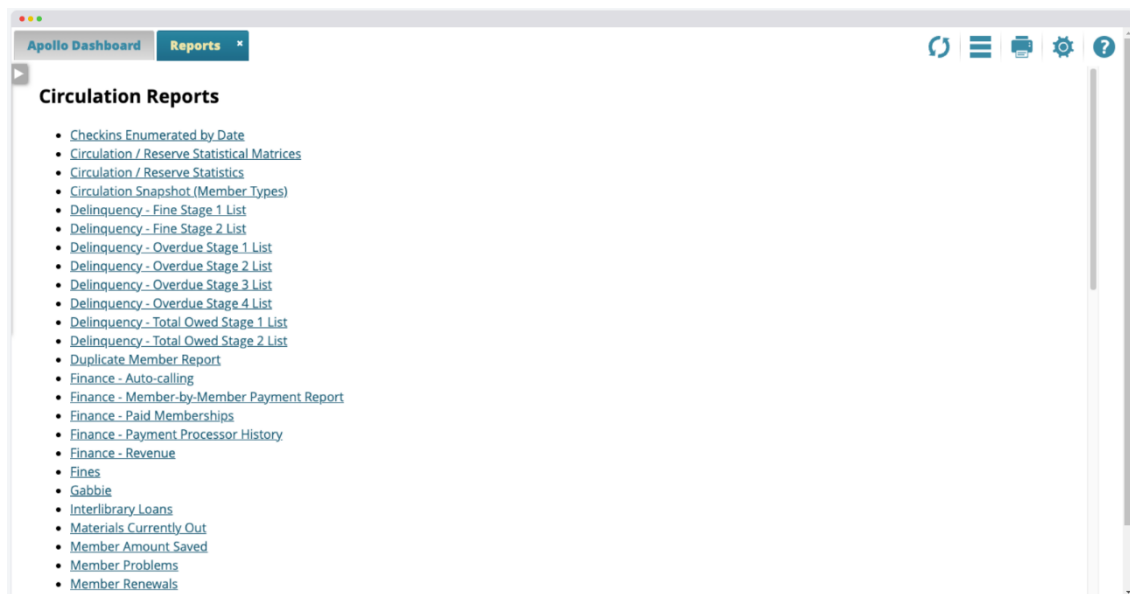 Apollo Dashboard
Reports ×
?
Circulation Reports
• Checkins Enumerated by Date
• Circulation / Reserve Statistical Matrices
• Circulation / Reserve Statistics
• Circulation Snapshot (Member Types)
• Delinquency - Fine Stage 1 List
• Delinquency - Fine Stage 2 List
• Delinquency - Overdue Stage 1 List
• Delinquency - Overdue Stage 2 List
• Delinquency - Overdue Stage 3 List
• Delinquency - Overdue Stage 4 List
• Delinquency - Total Owed Stage 1 List
• Delinquency - Total Owed Stage 2 List
• Duplicate Member Report
• Finance - Auto-calling
• Finance - Member-by-Member Payment Report
• Finance - Paid Memberships
• Finance - Payment Processor History
• Finance - Revenue
• Fines
• Gabbie
• Interlibrary Loans
• Materials Currently Out
• Member Amount Saved
• Member Problems
• Member Renewals